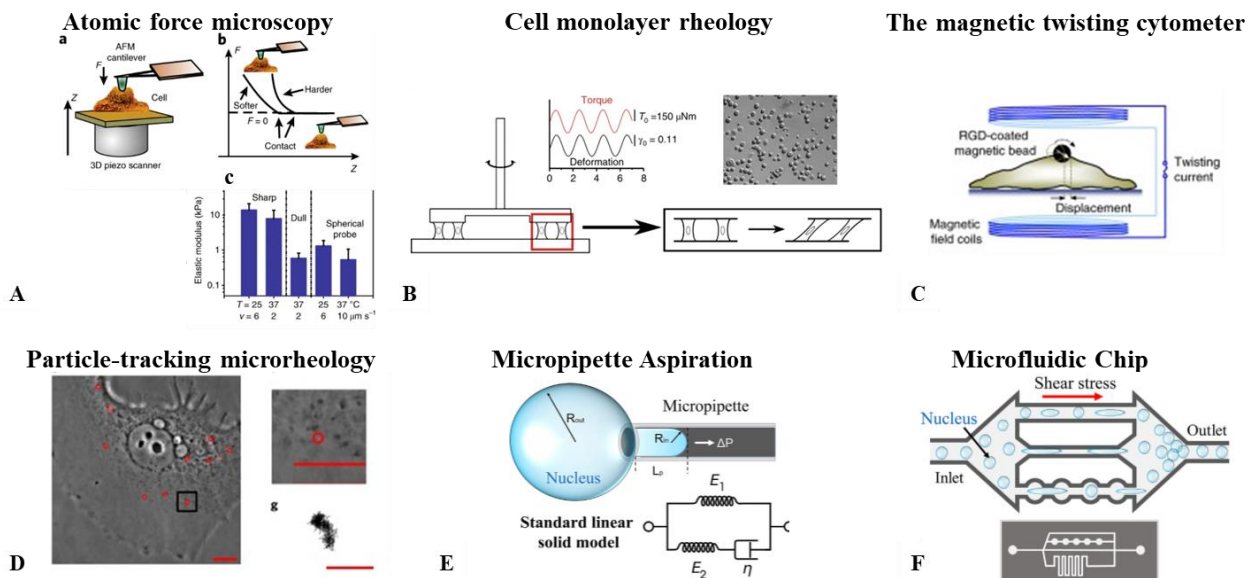 Atomic force microscopy
a
AFM
cantilever
F
Z
Cell
3D piezo scanner
b
F
Harder
Softer
F = 0
Contact
Z
c
Elastic modulus (kPa)
10
1
0.1
Sharp
Dull
Spherical
probe
T = 25 37 37 25 37 °C
v = 6 2 2 6 10 μm s⁻¹
A
Cell monolayer rheology
Torque
T₀ =150 μNm
γ₀ = 0.11
Deformation
0 2 4 6 8
B
The magnetic twisting cytometer
RGD-coated
magnetic bead
Twisting
current
Displacement
Magnetic
field coils
C
Particle-tracking microrheology
g
D
Micropipette Aspiration
Micropipette
Rout
Rin
ΔP
Nucleus
Lp
E₁
Standard linear
solid model
E₂
η
E
Microfluidic Chip
Shear stress
Nucleus
Outlet
Inlet
F